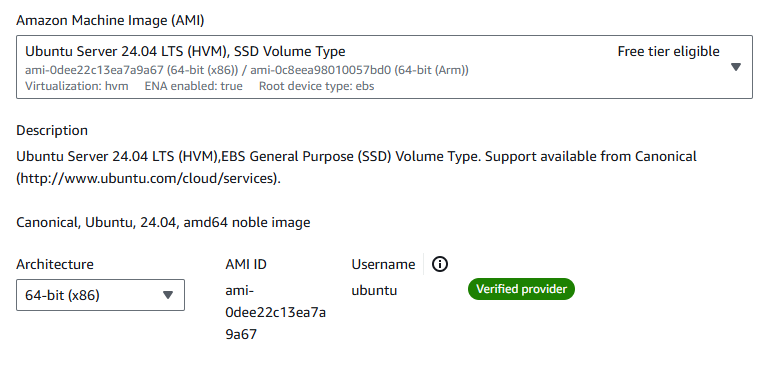 Amazon Machine Image (AMI)
Ubuntu Server 24.04 LTS (HVM), SSD Volume Type
Free tier eligible
ami-0dee22c13ea7a9a67 (64-bit (x86)) / ami-0c8eea98010057bd0 (64-bit (Arm))
Virtualization: hvm ENA enabled: true Root device type: ebs
Description
Ubuntu Server 24.04 LTS (HVM),EBS General Purpose (SSD) Volume Type. Support available from Canonical
(http://www.ubuntu.com/cloud/services).
Canonical, Ubuntu, 24.04, amd64 noble image
Architecture
64-bit (x86)
AMI ID
ami-
0dee22c13ea7a
9a67
Username
ubuntu
Verified provider